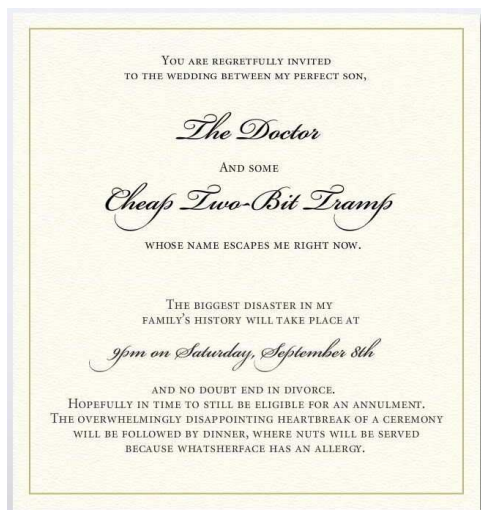 You are regretfully invited
to the wedding between my perfect son,
The Doctor
And some
Cheap Two-Bit Tramp
whose name escapes me right now.
The biggest disaster in my
family's history will take place at
9pm on Saturday, September 8th
and no doubt end in divorce.
Hopefully in time to still be eligible for an annulment.
The overwhelmingly disappointing heartbreak of a ceremony
will be followed by dinner, where nuts will be served
because whatsherface has an allergy.